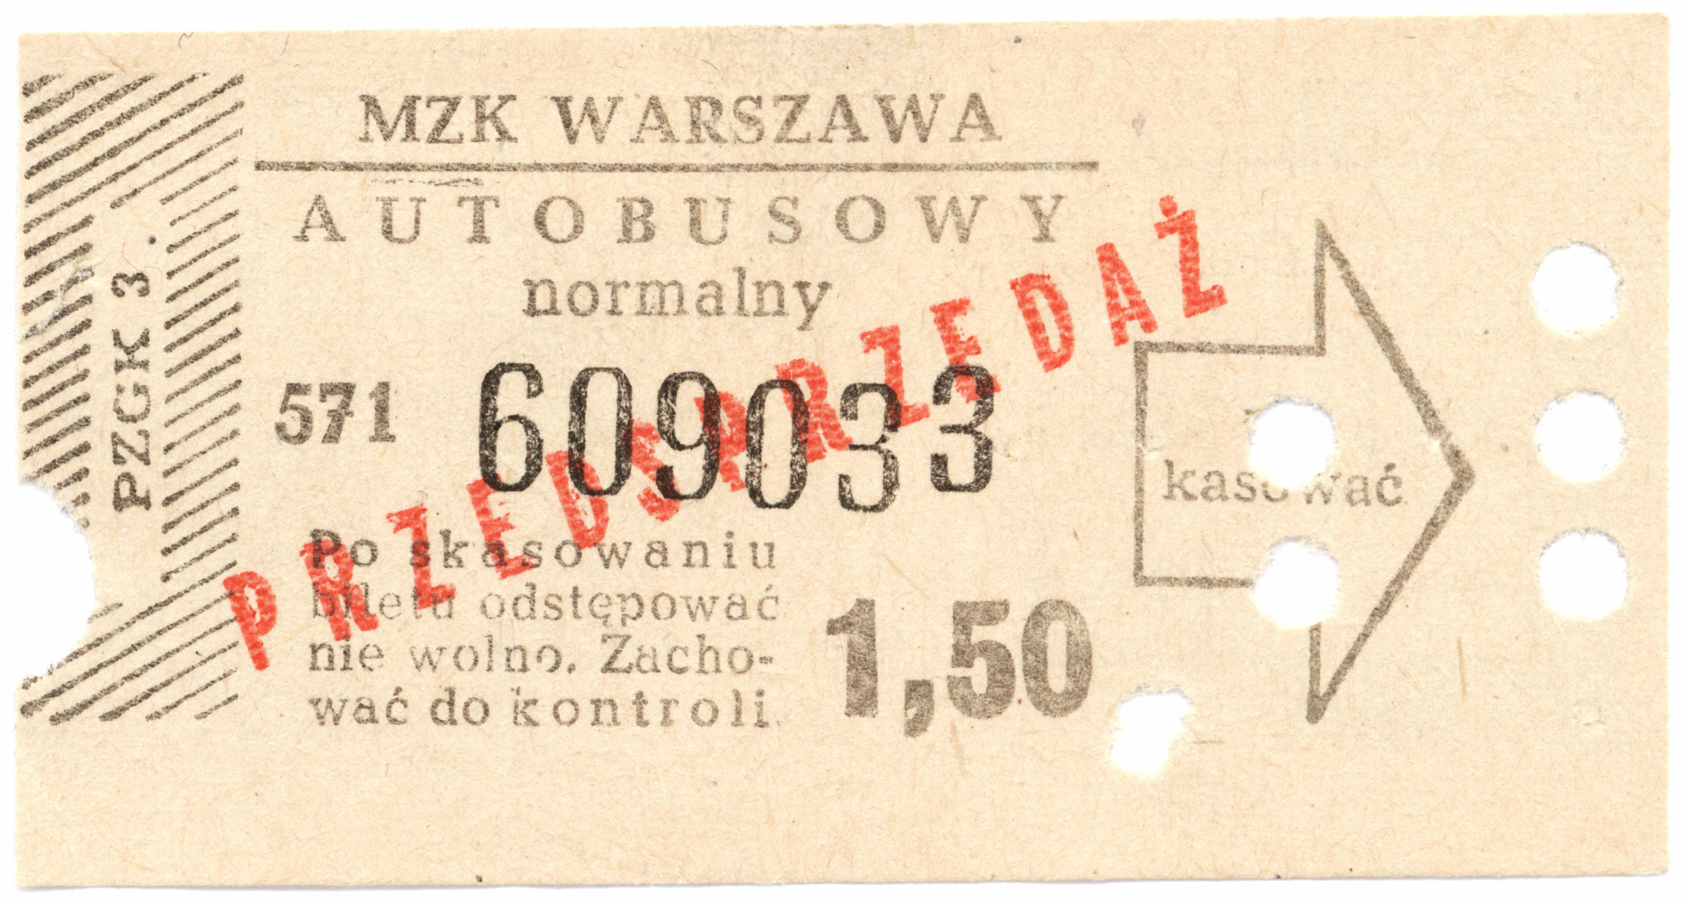 MZK WARSZAWA
AUTOBUSOWY
normalny
571 609033
PRZEDSPRZEDAŻ
Po skasowaniu
biletu odstępować
nie wolno. Zacho-
wać do kontroli.
1,50
kasować
PZGK 3